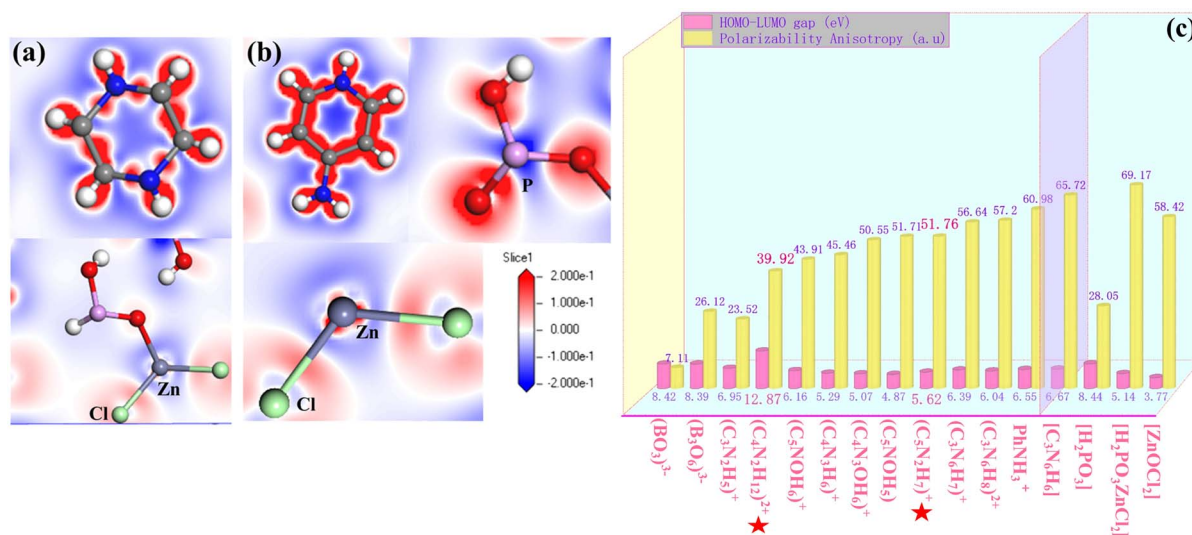 (a)
(b)
P
Zn
Cl
Zn
Cl
Slice1
2.000e-1
1.000e-1
0.000
-1.000e-1
-2.000e-1
(c)
HOMO-LUMO gap (eV)
Polarizability Anisotropy (a.u)
7.11
26.12
23.52
39.92
43.91
45.46
50.55
51.71
51.76
56.64
57.2
60.98
65.72
28.05
69.17
58.42
8.42
8.39
6.95
12.87
6.16
5.29
5.07
4.87
5.62
6.39
6.04
6.55
6.67
8.44
5.14
3.77
(BO₃)³⁻
(B₃O₆)³⁻
(C₃N₂H₅)⁺
(C₄N₂H₁₂)²⁺
(C₅NOH₆)⁺
(C₄N₃H₆)⁺
(C₄N₃OH₆)⁺
(C₅NOH₅)
(C₅N₂H₇)⁺
(C₃N₆H₇)⁺
(C₃N₆H₈)²⁺
PhNH₃⁺
[C₃N₆H₆]
[H₂PO₃]
[H₂PO₃ZnCl₂]
[ZnOCl₂]